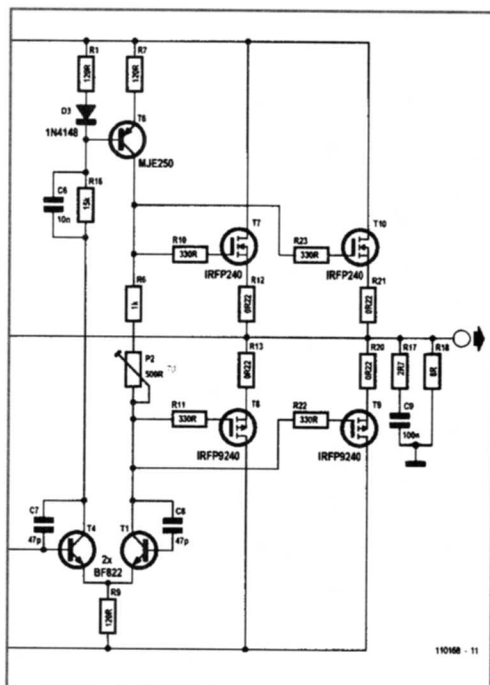 R1
120R
R7
120R
D3
1N4148
T6
MJE250
C6
10n
R16
15k
T7
T10
R10
330R
R23
330R
IRFP240
IRFP240
R6
1k
R12
0R22
R21
0R22
P2
500R
R13
0R22
R20
0R22
R17
2R7
R18
R11
330R
T8
R22
330R
T9
C9
100n
IRFP9240
IRFP9240
C7
47p
T4
T1
C8
47p
2x
BF822
R9
120R
110168 - 11